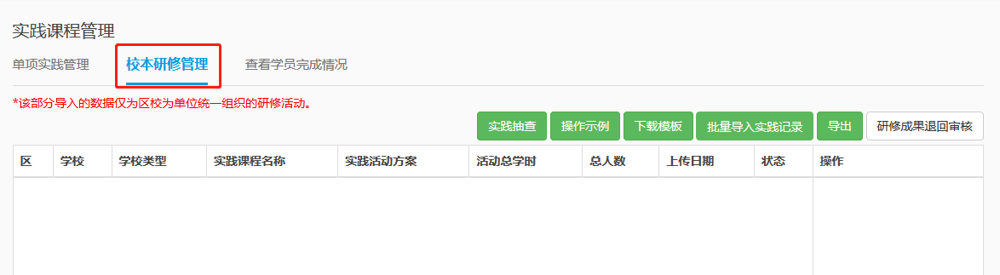 实践课程管理
单项实践管理 校本研修管理 查看学员完成情况
*该部分导入的数据仅为区校为单位统一组织的研修活动。
实践抽查 操作示例 下载模板 批量导入实践记录 导出 研修成果退回审核
区 学校 学校类型 实践课程名称 实践活动方案 活动总学时 总人数 上传日期 状态 操作